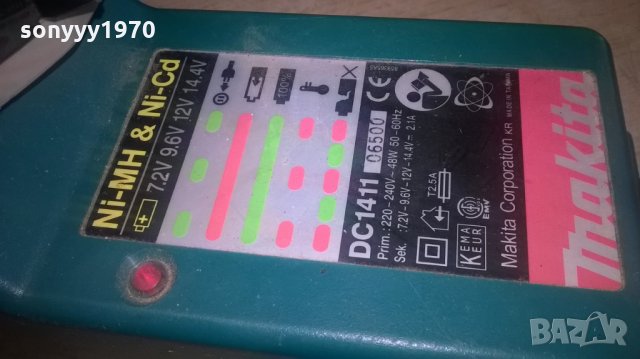 sonyyy1970
Ni-MH & Ni-Cd
7.2V 9.6V 12V 14.4V
100%
DC1411 06500
Prim.: 220-240V~48W 50-60Hz
Sek.: 7.2V-9.6V-12V-14.4V⎓2.1A
T2.5A
KEMA
KEUR
CE
Makita Corporation KR MADE IN TAIWAN
makita
BAZAR